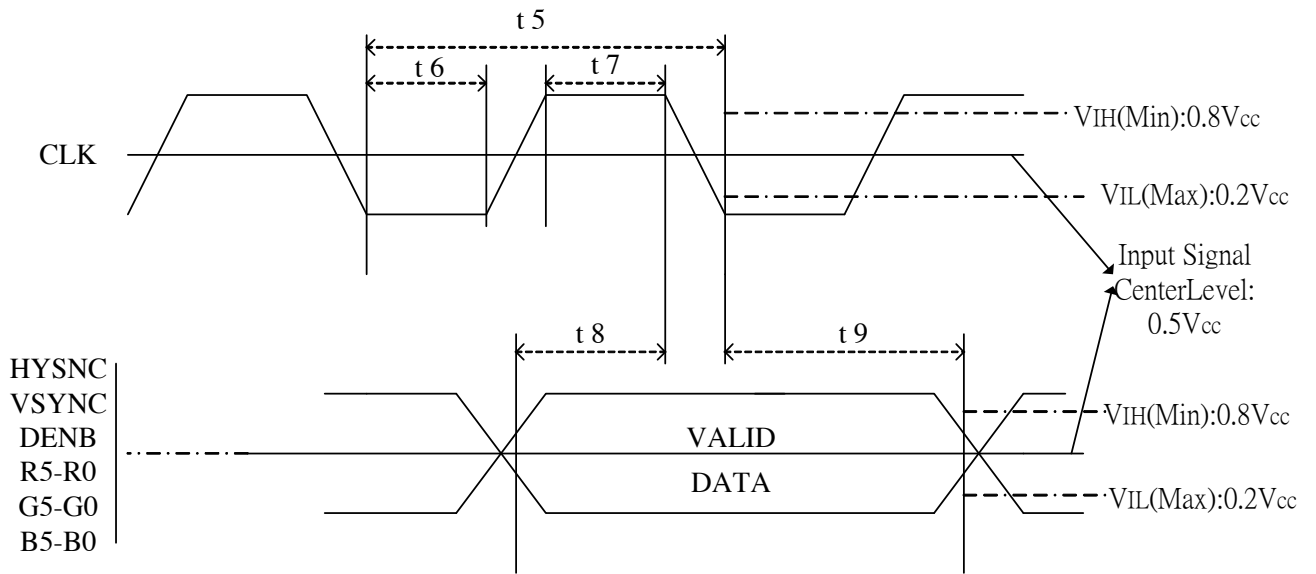 t 5
t 6
t 7
VIH(Min):0.8Vcc
CLK
VIL(Max):0.2Vcc
Input Signal
CenterLevel:
0.5Vcc
t 8
t 9
HYSNC
VSYNC
VIH(Min):0.8Vcc
DENB
VALID
R5-R0
DATA
G5-G0
VIL(Max):0.2Vcc
B5-B0